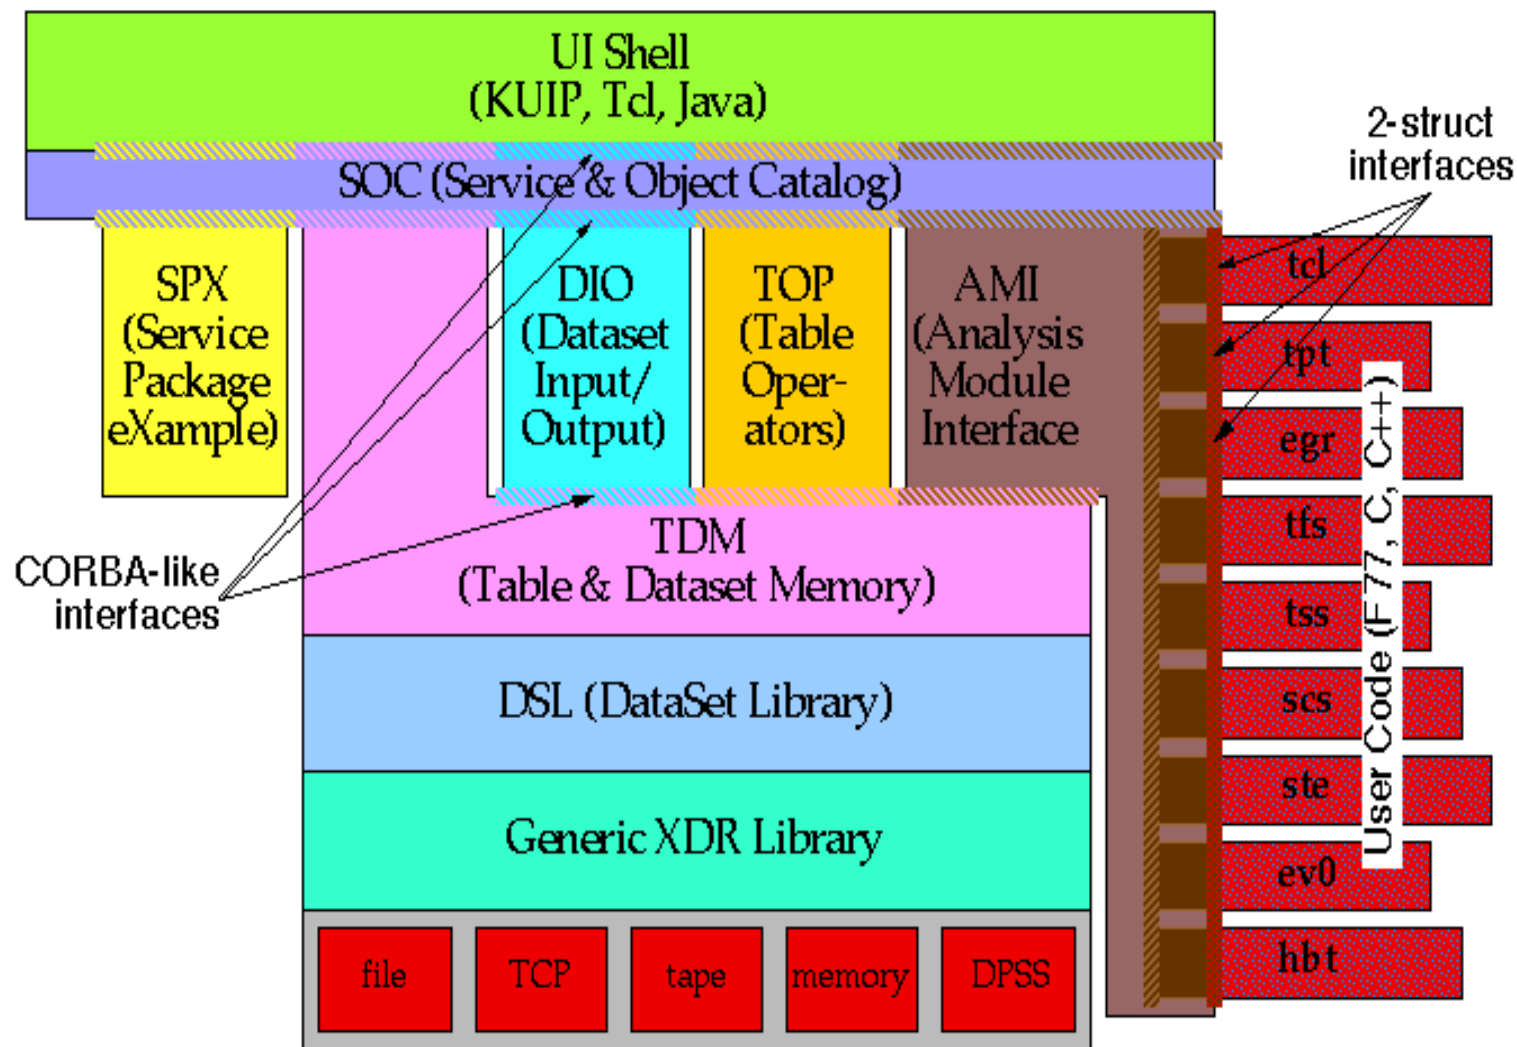 UI Shell
(KUIP, Tcl, Java)
2-struct
interfaces
SOC (Service & Object Catalog)
SPX
(Service
Package
eXample)
DIO
(Dataset
Input/
Output)
TOP
(Table
Oper-
ators)
AMI
(Analysis
Module
Interface
CORBA-like
interfaces
TDM
(Table & Dataset Memory)
DSL (DataSet Library)
Generic XDR Library
file
TCP
tape
memory
DPSS
tcl
tpt
egr
tfs
tss
scs
ste
ev0
hbt
User Code (F77, C, C++)